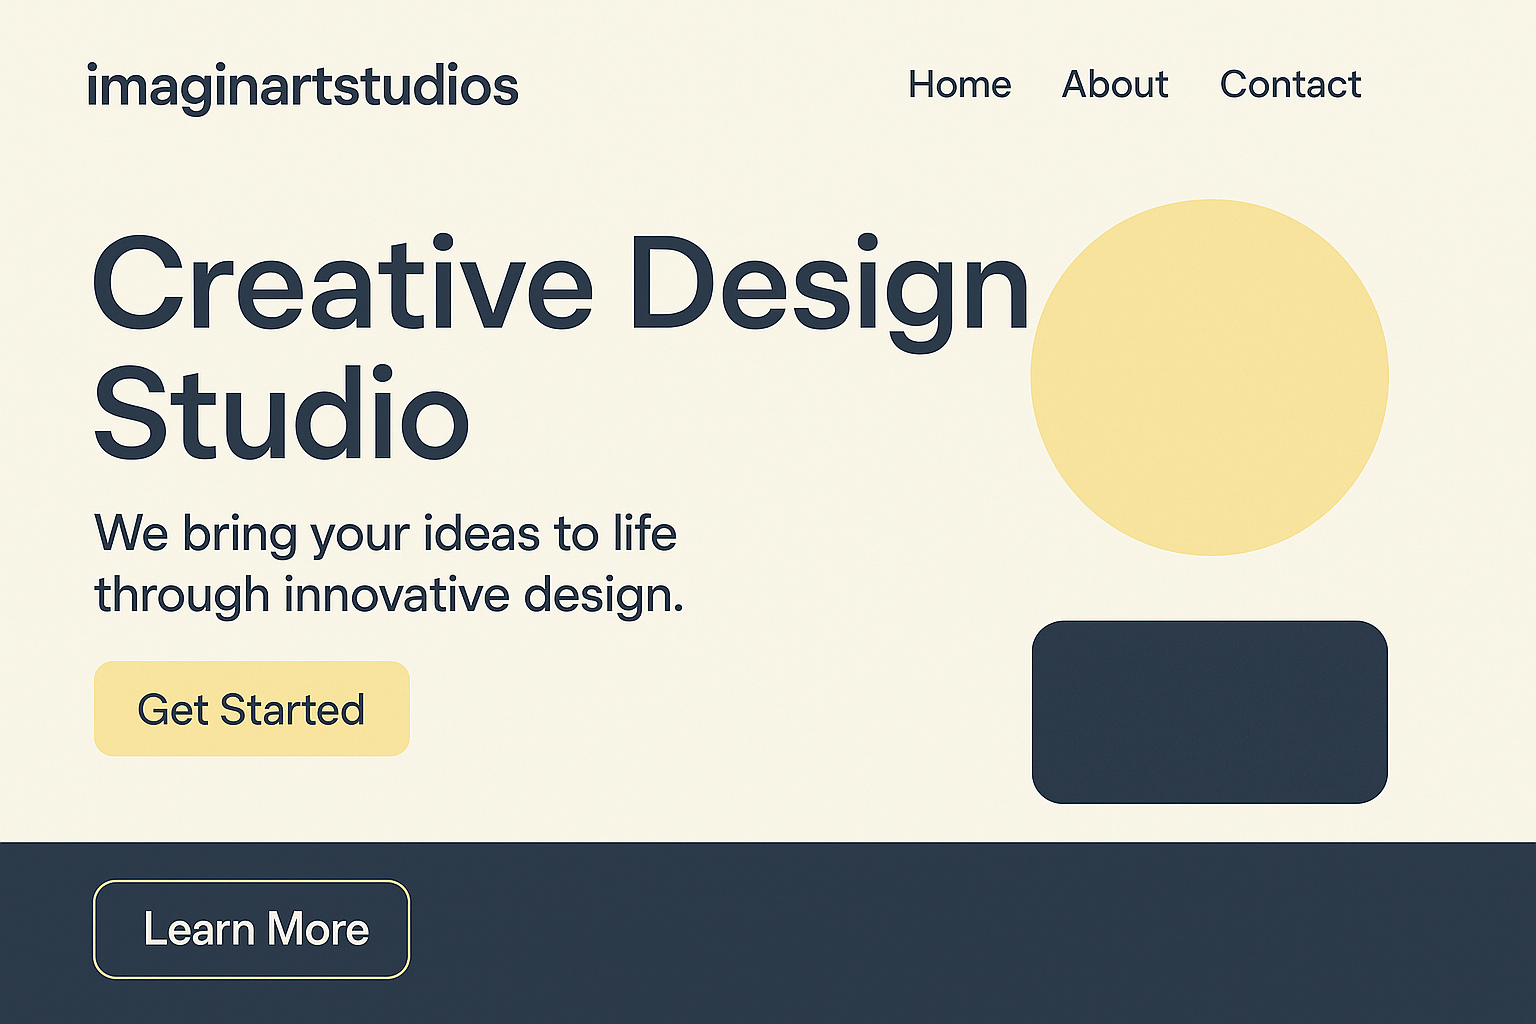 imaginartstudios
Home About Contact
Creative Design
Studio
We bring your ideas to life
through innovative design.
Get Started
Learn More